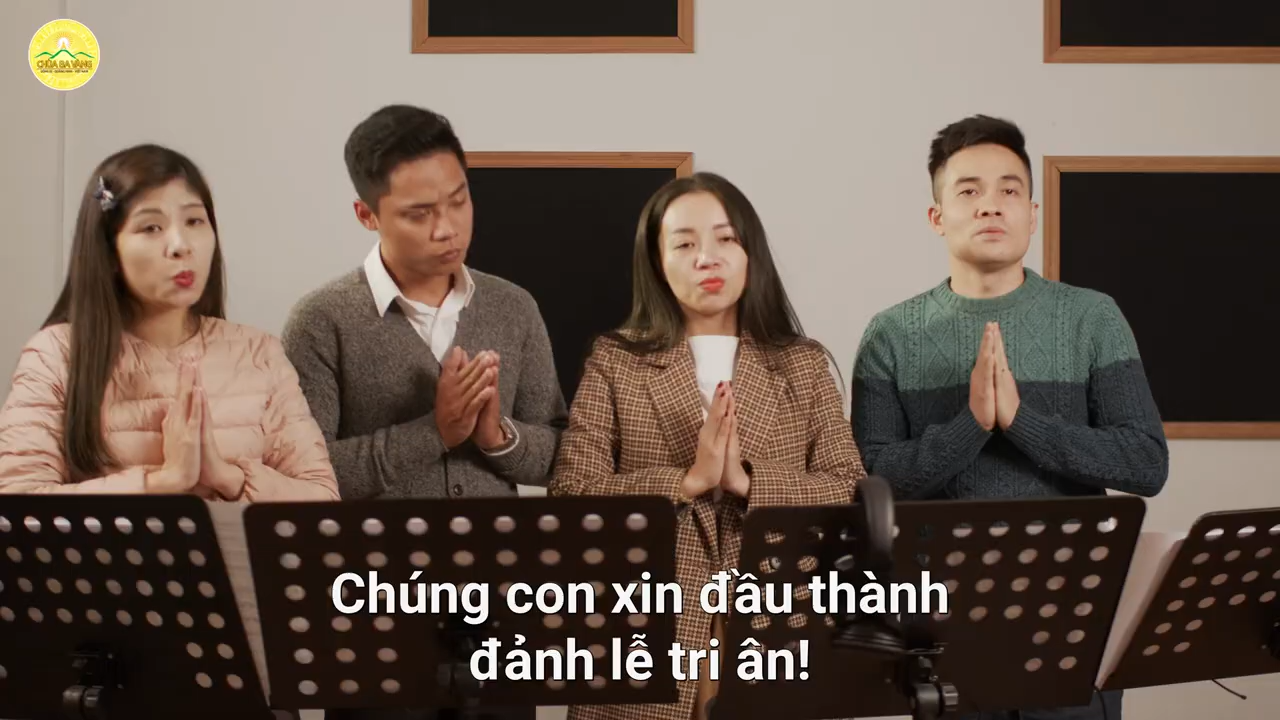 CHÙA BA VÀNG
Chúng con xin đầu thành
đảnh lễ tri ân!